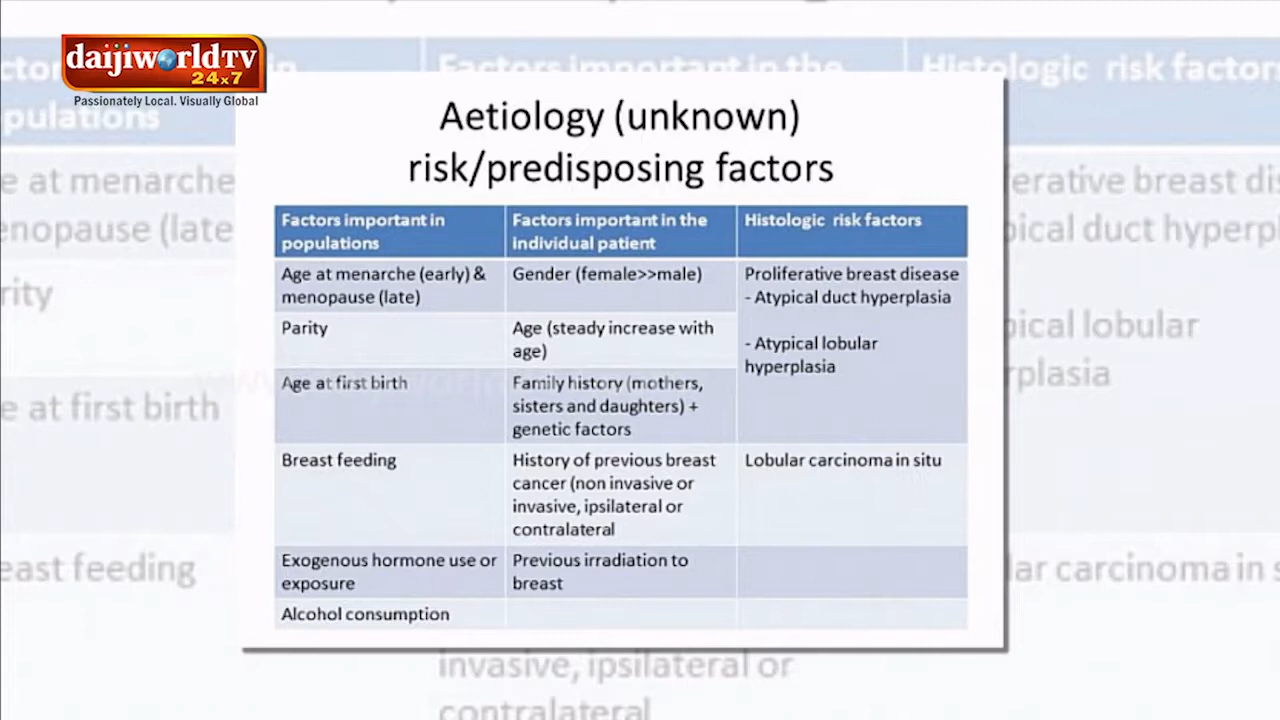 daijiworldTV
24x7
Passionately Local. Visually Global
Aetiology (unknown)
risk/predisposing factors
Factors important in
populations
Factors important in the
individual patient
Histologic risk factors
Age at menarche (early) &
menopause (late)
Gender (female>>male)
Proliferative breast disease
- Atypical duct hyperplasia
- Atypical lobular
hyperplasia
Parity
Age (steady increase with
age)
Age at first birth
Family history (mothers,
sisters and daughters) +
genetic factors
Breast feeding
History of previous breast
cancer (non invasive or
invasive, ipsilateral or
contralateral
Lobular carcinoma in situ
Exogenous hormone use or
exposure
Previous irradiation to
breast
Alcohol consumption
invasive, ipsilateral or
contralateral